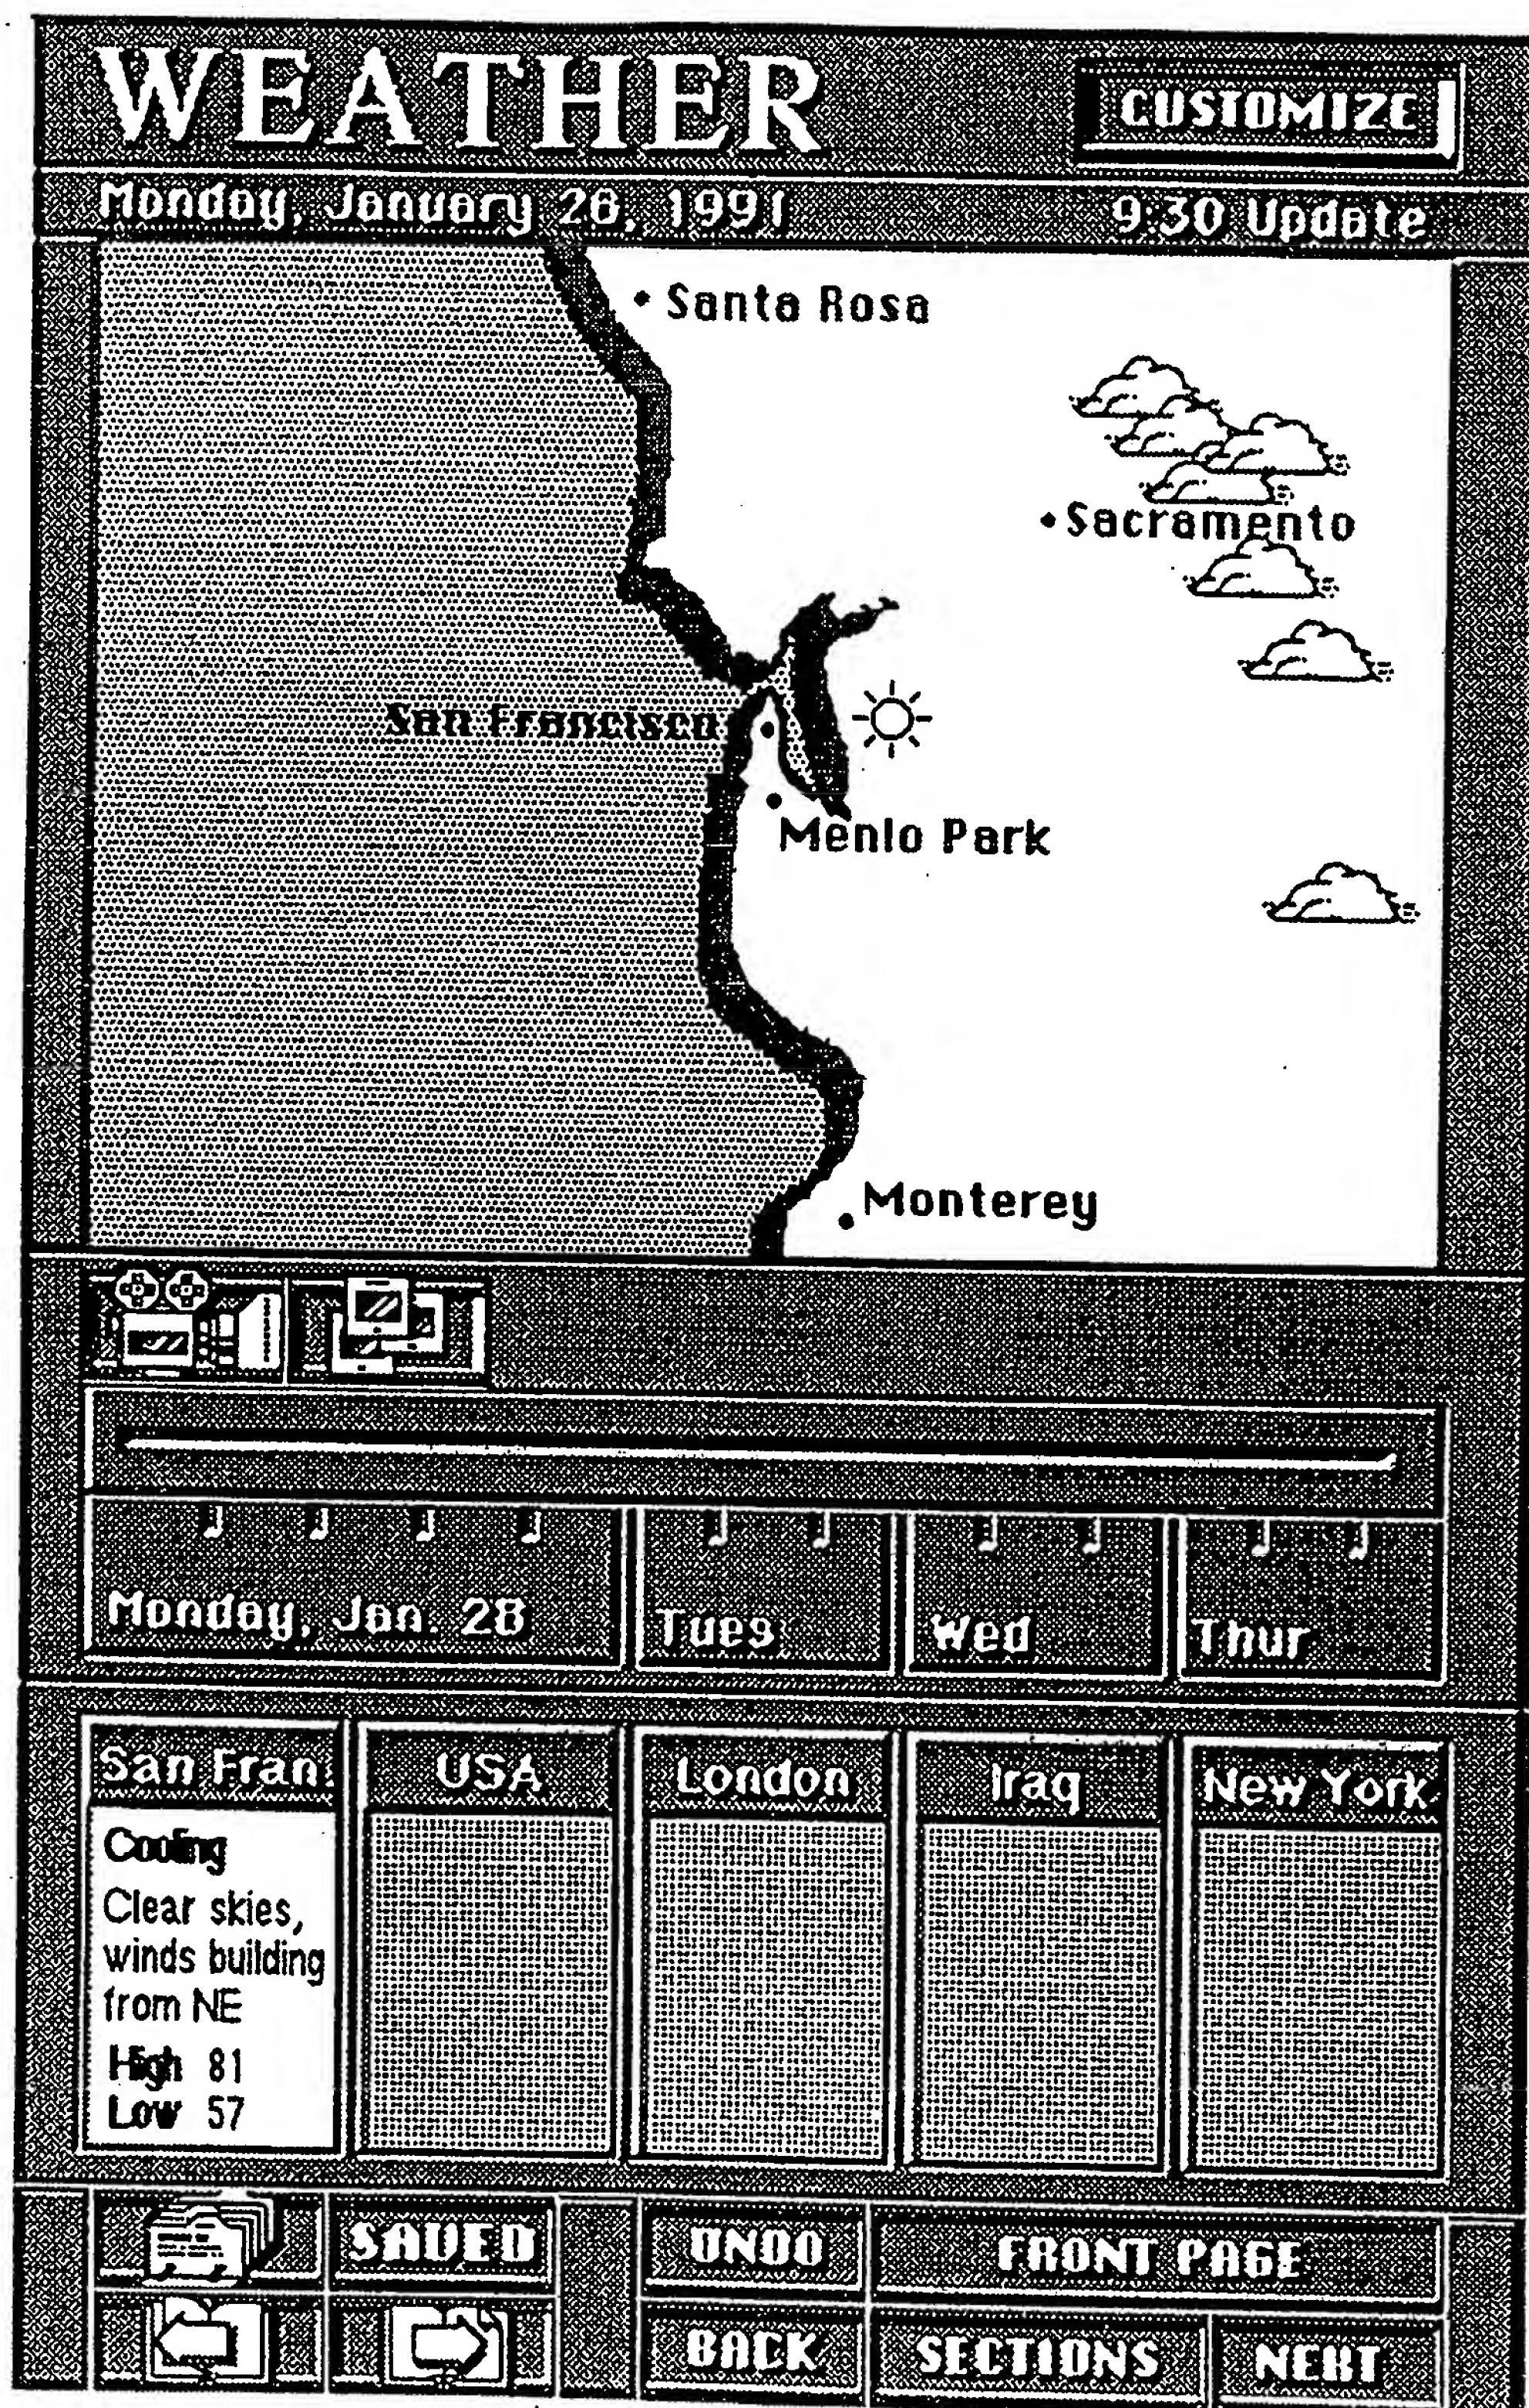 WEATHER
CUSTOMIZE
Monday, January 28, 1991
9:30 Update
Santa Rosa
Sacramento
San Francisco
Menlo Park
Monterey
Monday, Jan. 28
Tues
Wed
Thur
San Fran.
USA
London
Iraq
New York
Cooling
Clear skies,
winds building
from NE
High 81
Low 57
SAVED
UNDO
FRONT PAGE
BACK
SECTIONS
NEXT